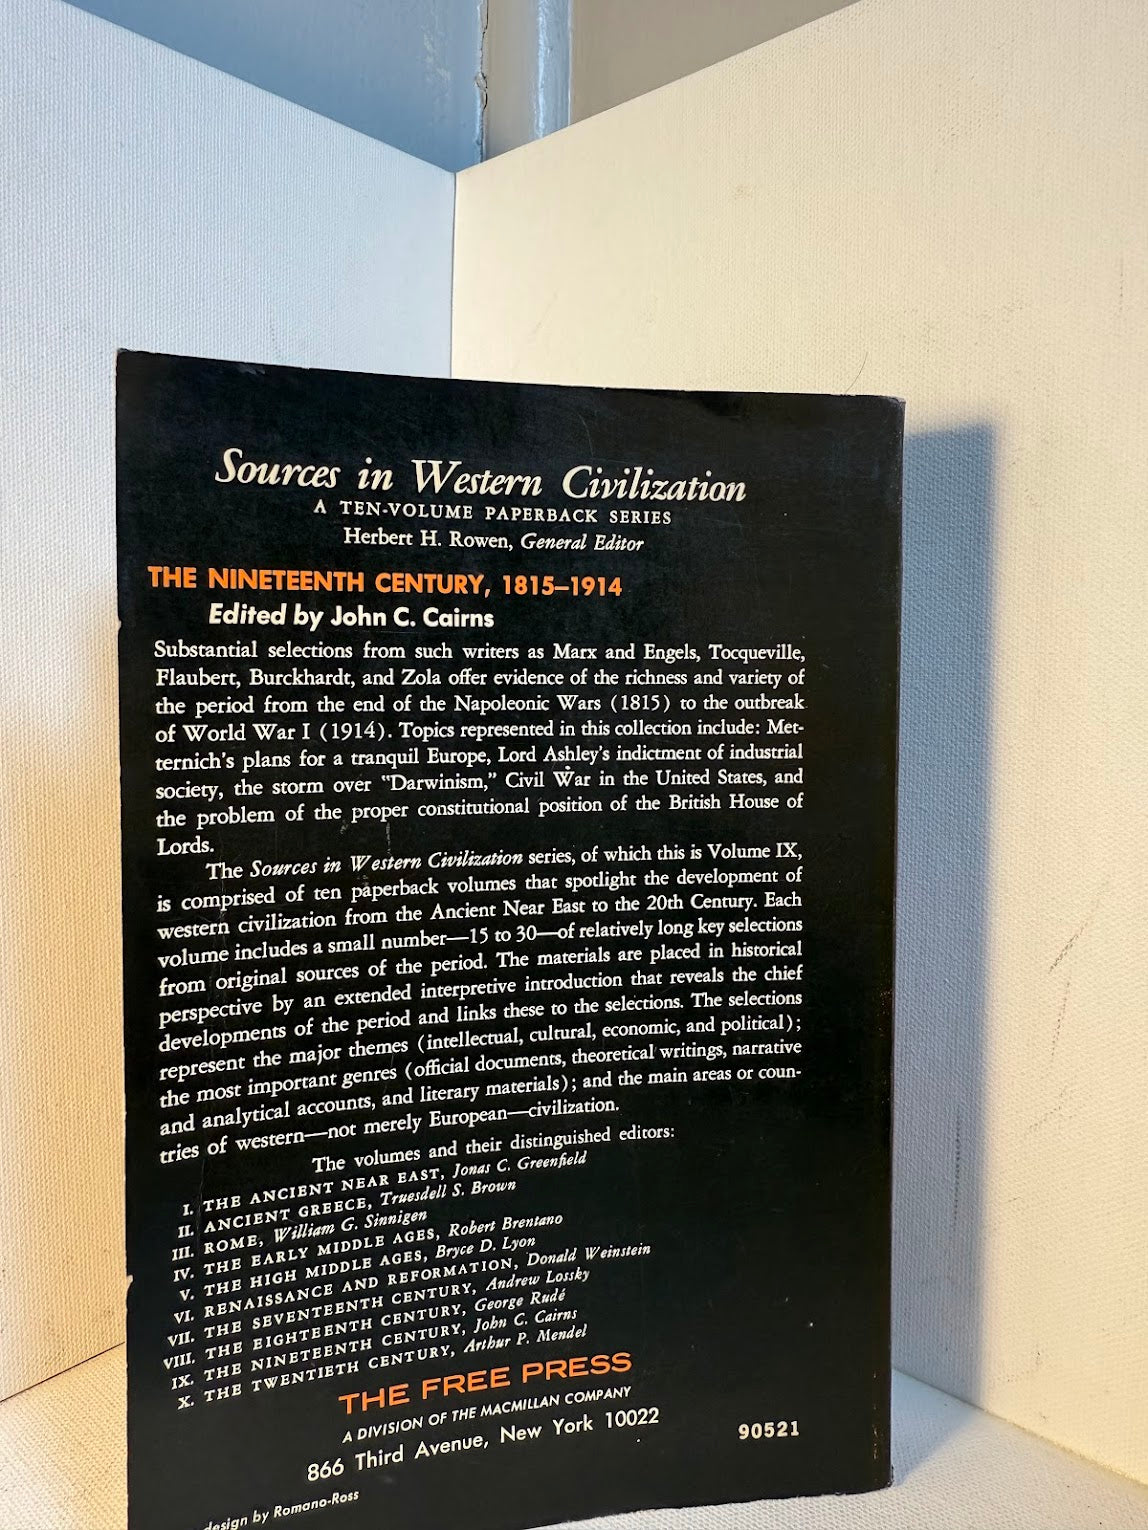 Sources in Western Civilization
A TEN-VOLUME PAPERBACK SERIES
Herbert H. Rowen, General Editor
THE NINETEENTH CENTURY, 1815–1914
Edited by John C. Cairns
Substantial selections from such writers as Marx and Engels, Tocqueville,
Flaubert, Burckhardt, and Zola offer evidence of the richness and variety of
the period from the end of the Napoleonic Wars (1815) to the outbreak
of World War I (1914). Topics represented in this collection include: Met-
ternich's plans for a tranquil Europe, Lord Ashley's indictment of industrial
society, the storm over "Darwinism," Civil War in the United States, and
the problem of the proper constitutional position of the British House of
Lords.
The Sources in Western Civilization series, of which this is Volume IX,
is comprised of ten paperback volumes that spotlight the development of
western civilization from the Ancient Near East to the 20th Century. Each
volume includes a small number—15 to 30—of relatively long key selections
from original sources of the period. The materials are placed in historical
perspective by an extended interpretive introduction that reveals the chief
developments of the period and links these to the selections. The selections
represent the major themes (intellectual, cultural, economic, and political);
the most important genres (official documents, theoretical writings, narrative
and analytical accounts, and literary materials); and the main areas or coun-
tries of western—not merely European—civilization.
The volumes and their distinguished editors:
I. THE ANCIENT NEAR EAST, Jonas C. Greenfield
II. ANCIENT GREECE, Truesdell S. Brown
III. ROME, William G. Sinnigen
IV. THE EARLY MIDDLE AGES, Robert Brentano
V. THE HIGH MIDDLE AGES, Bryce D. Lyon
VI. RENAISSANCE AND REFORMATION, Donald Weinstein
VII. THE SEVENTEENTH CENTURY, Andrew Lossky
VIII. THE EIGHTEENTH CENTURY, George Rudé
IX. THE NINETEENTH CENTURY, John C. Cairns
X. THE TWENTIETH CENTURY, Arthur P. Mendel
THE FREE PRESS
A DIVISION OF THE MACMILLAN COMPANY
866 Third Avenue, New York 10022
90521
design by Romano-Ross